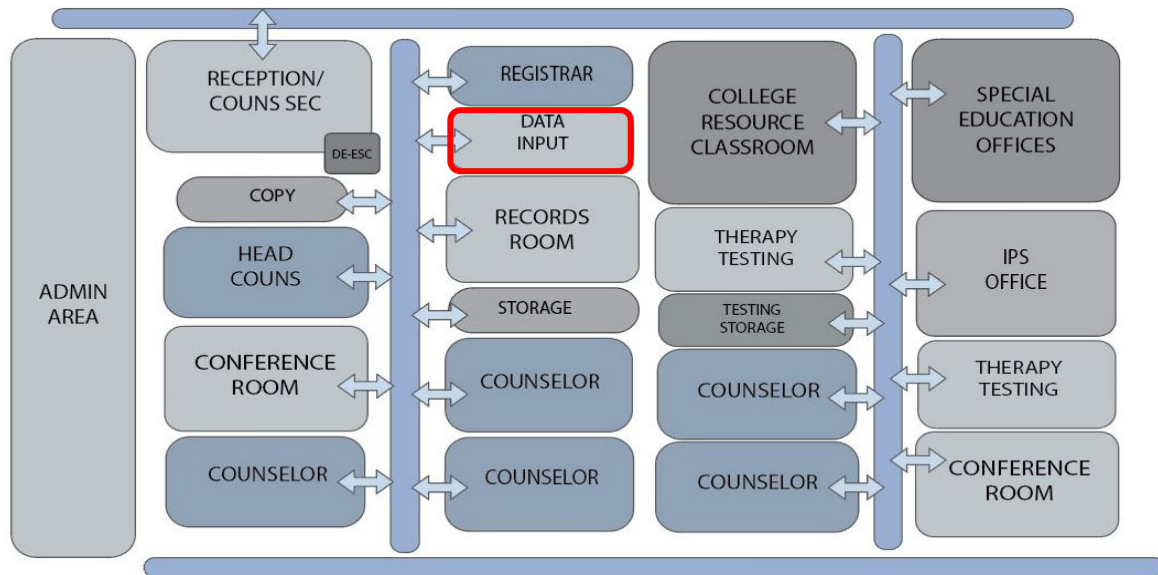 ADMIN
AREA
RECEPTION/
COUNS SEC
DE-ESC
COPY
HEAD
COUNS
CONFERENCE
ROOM
COUNSELOR
REGISTRAR
DATA
INPUT
RECORDS
ROOM
STORAGE
COUNSELOR
COUNSELOR
COLLEGE
RESOURCE
CLASSROOM
THERAPY
TESTING
TESTING
STORAGE
COUNSELOR
COUNSELOR
SPECIAL
EDUCATION
OFFICES
IPS
OFFICE
THERAPY
TESTING
CONFERENCE
ROOM